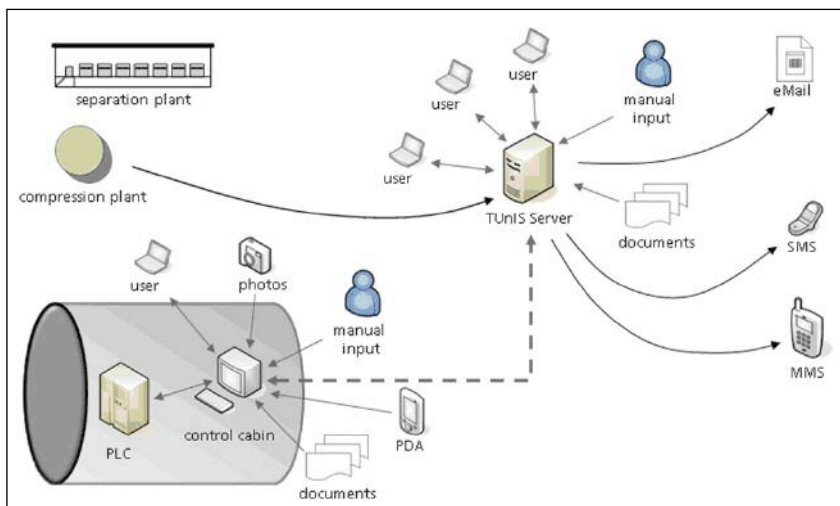 separation plant
compression plant
user
user
user
manual
input
eMail
TUnIS Server
documents
SMS
MMS
user
photos
manual
input
PLC
control cabin
PDA
documents